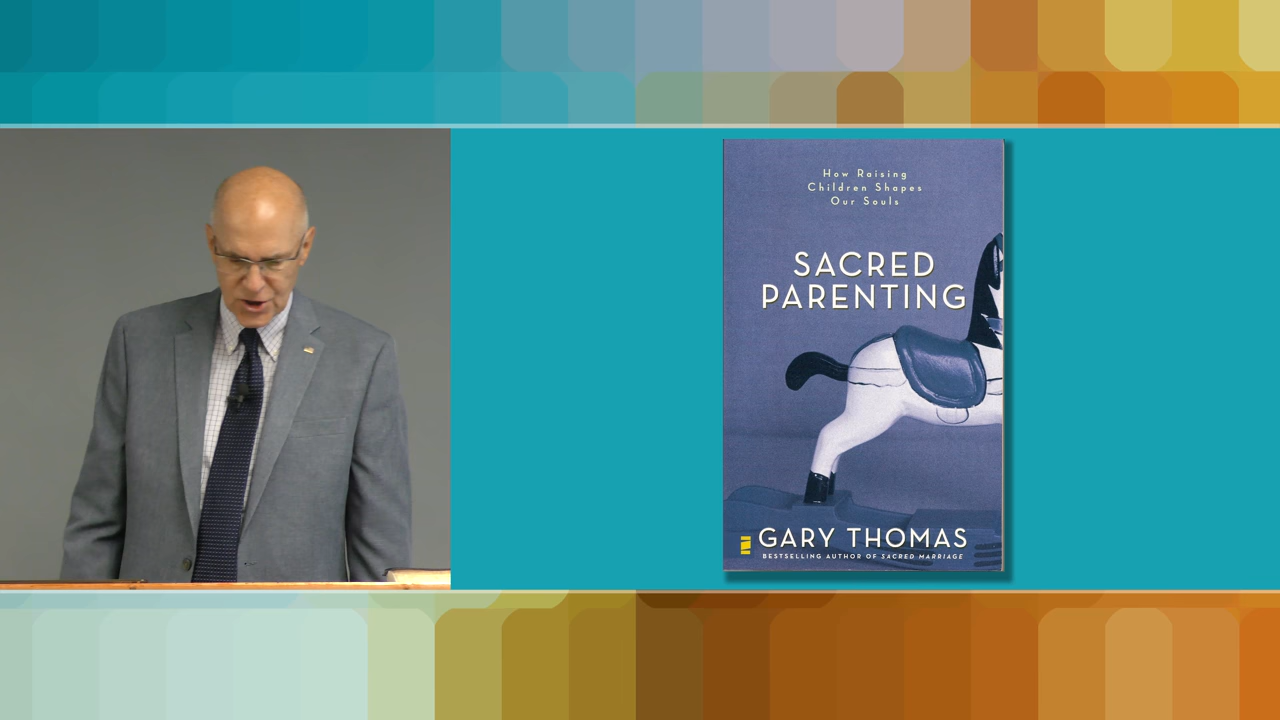 How Raising
Children Shapes
Our Souls
SACRED
PARENTING
GARY THOMAS
BESTSELLING AUTHOR OF SACRED MARRIAGE